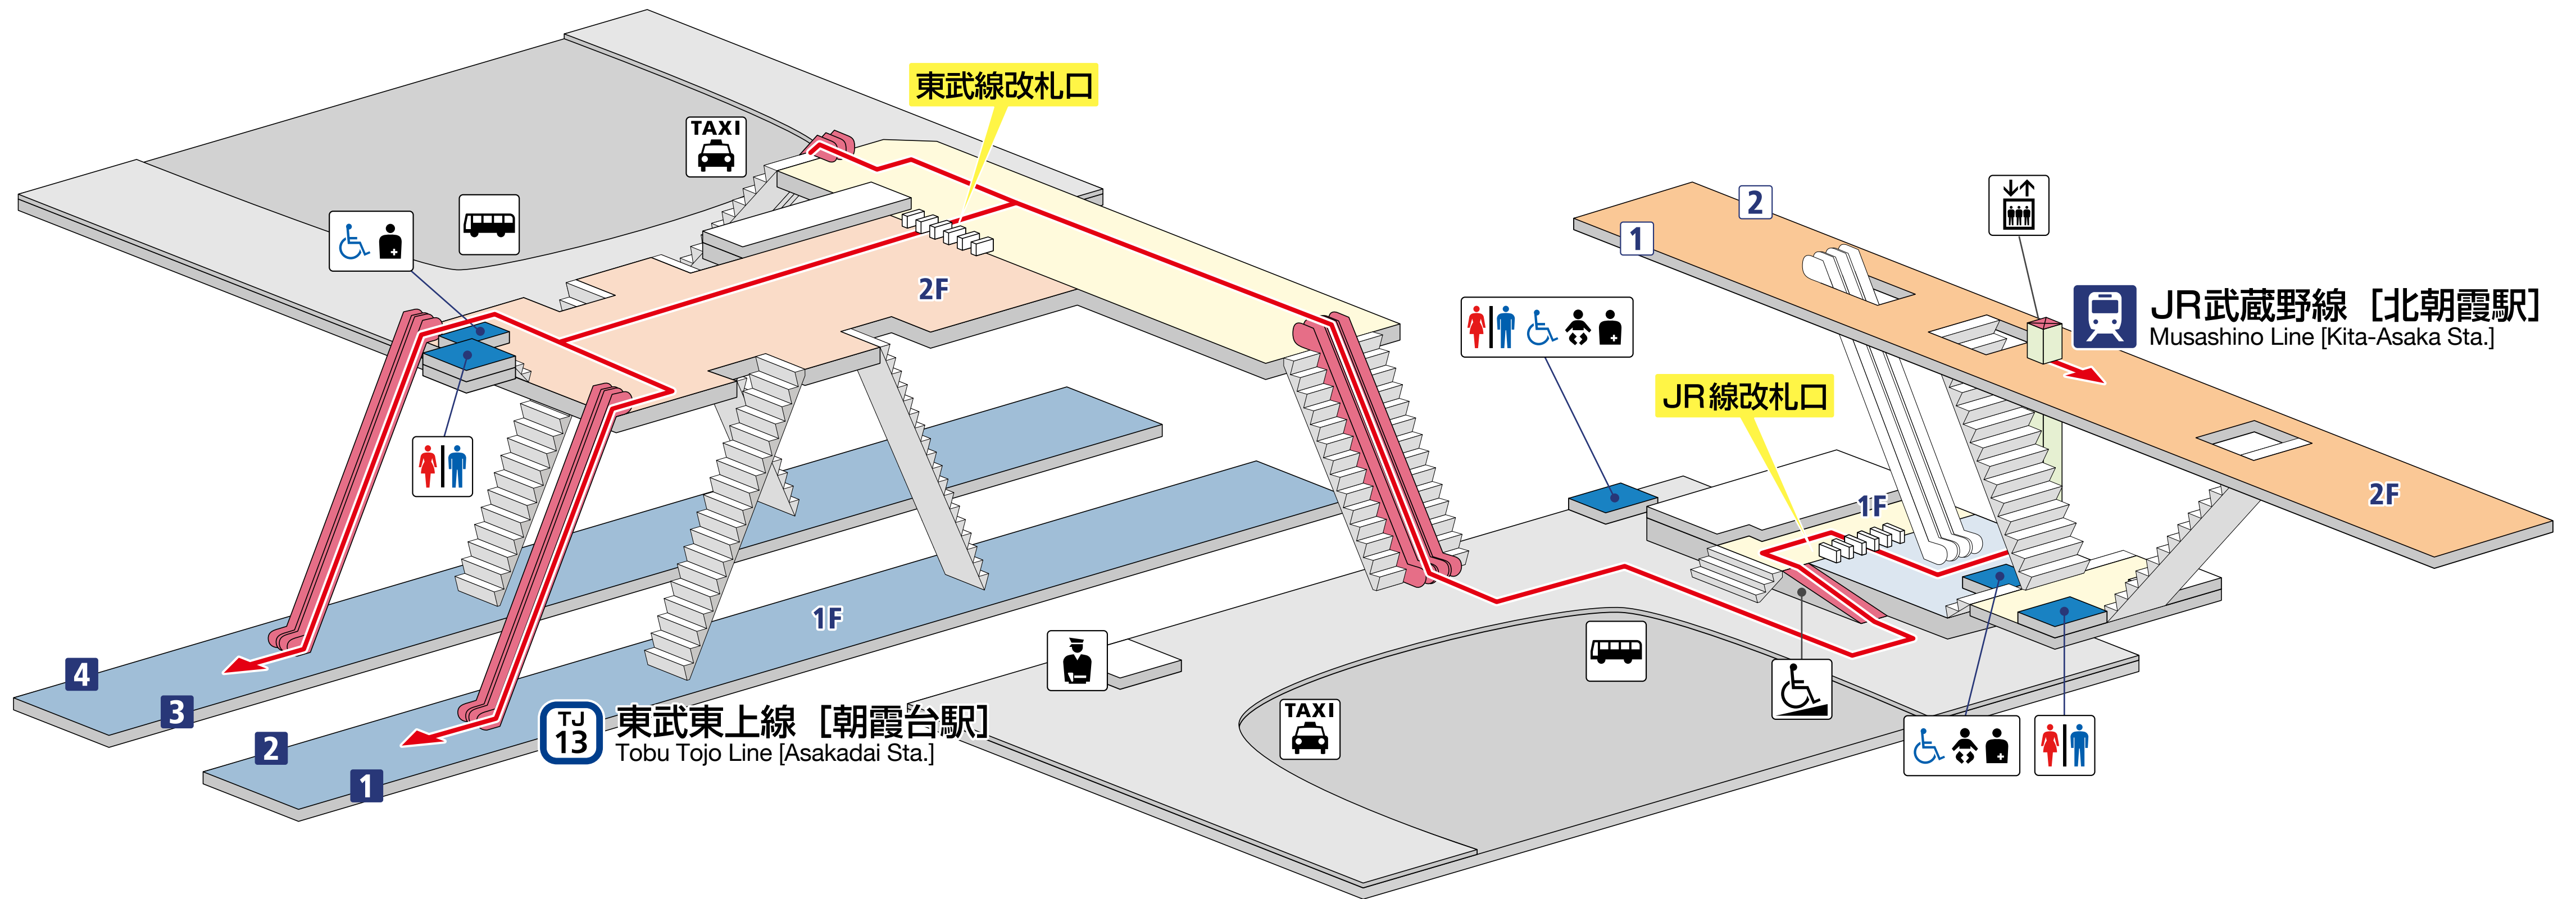 東武線改札口
TAXI
2F
2
1
JR武蔵野線［北朝霞駅］
Musashino Line [Kita-Asaka Sta.]
JR線改札口
1F
2F
1F
4
3
2
1
TJ
13
東武東上線［朝霞台駅］
Tobu Tojo Line [Asakadai Sta.]
TAXI